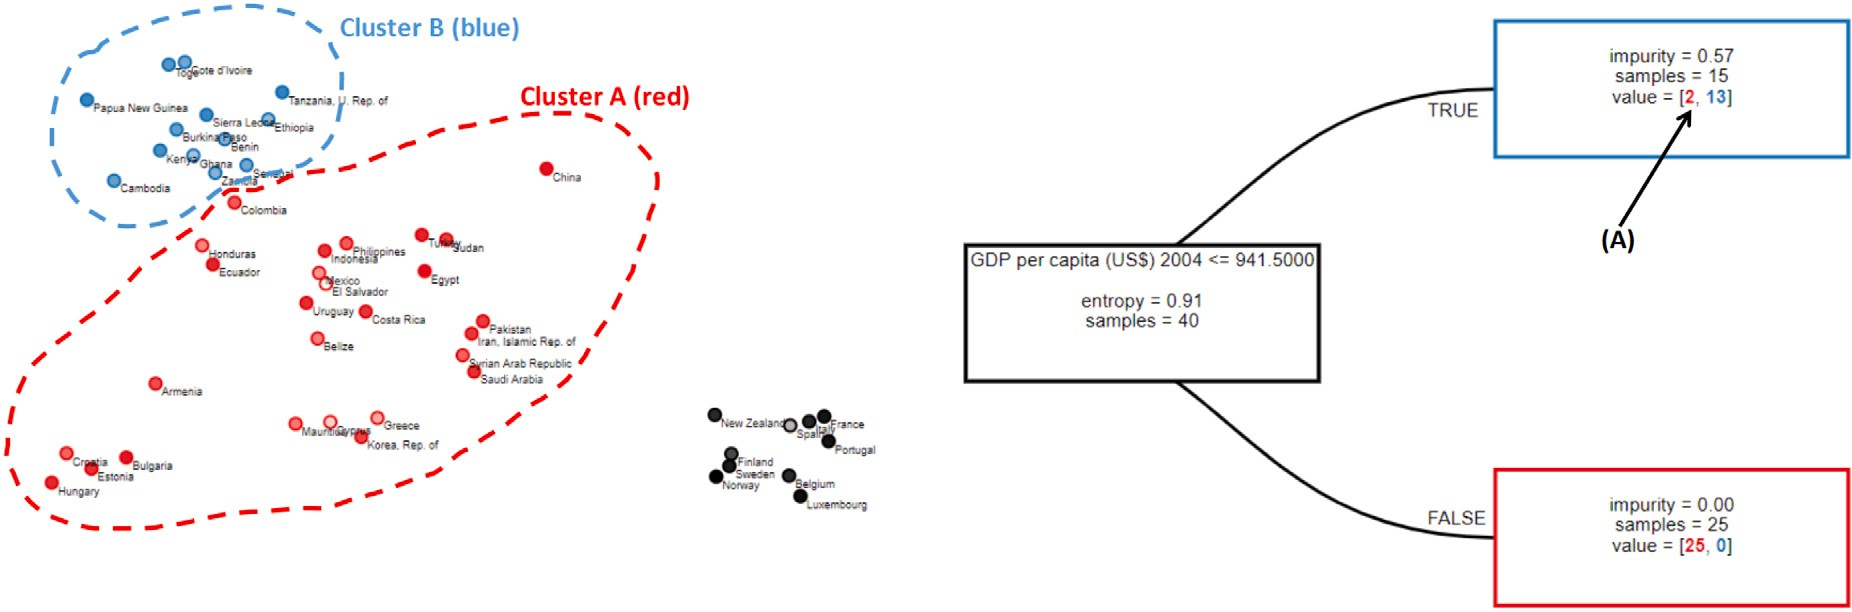 Cluster B (blue)
Togo
Cote d'Ivoire
Papua New Guinea
Tanzania, U. Rep. of
Sierra Leone
Ethiopia
Burkina Faso
Benin
Kenya
Ghana
Senegal
Zambia
Cambodia
Cluster A (red)
China
Colombia
Honduras
Ecuador
Philippines
Indonesia
Turkey
Sudan
Mexico
El Salvador
Egypt
Uruguay
Costa Rica
Belize
Pakistan
Iran, Islamic Rep. of
Syrian Arab Republic
Saudi Arabia
Armenia
Mauritius
Cyprus
Greece
Korea, Rep. of
Croatia
Bulgaria
Estonia
Hungary
New Zealand
Spain
Italy
France
Portugal
Finland
Sweden
Norway
Belgium
Luxembourg
GDP per capita (US$) 2004 <= 941.5000
entropy = 0.91
samples = 40
TRUE
impurity = 0.57
samples = 15
value = [2, 13]
(A)
FALSE
impurity = 0.00
samples = 25
value = [25, 0]